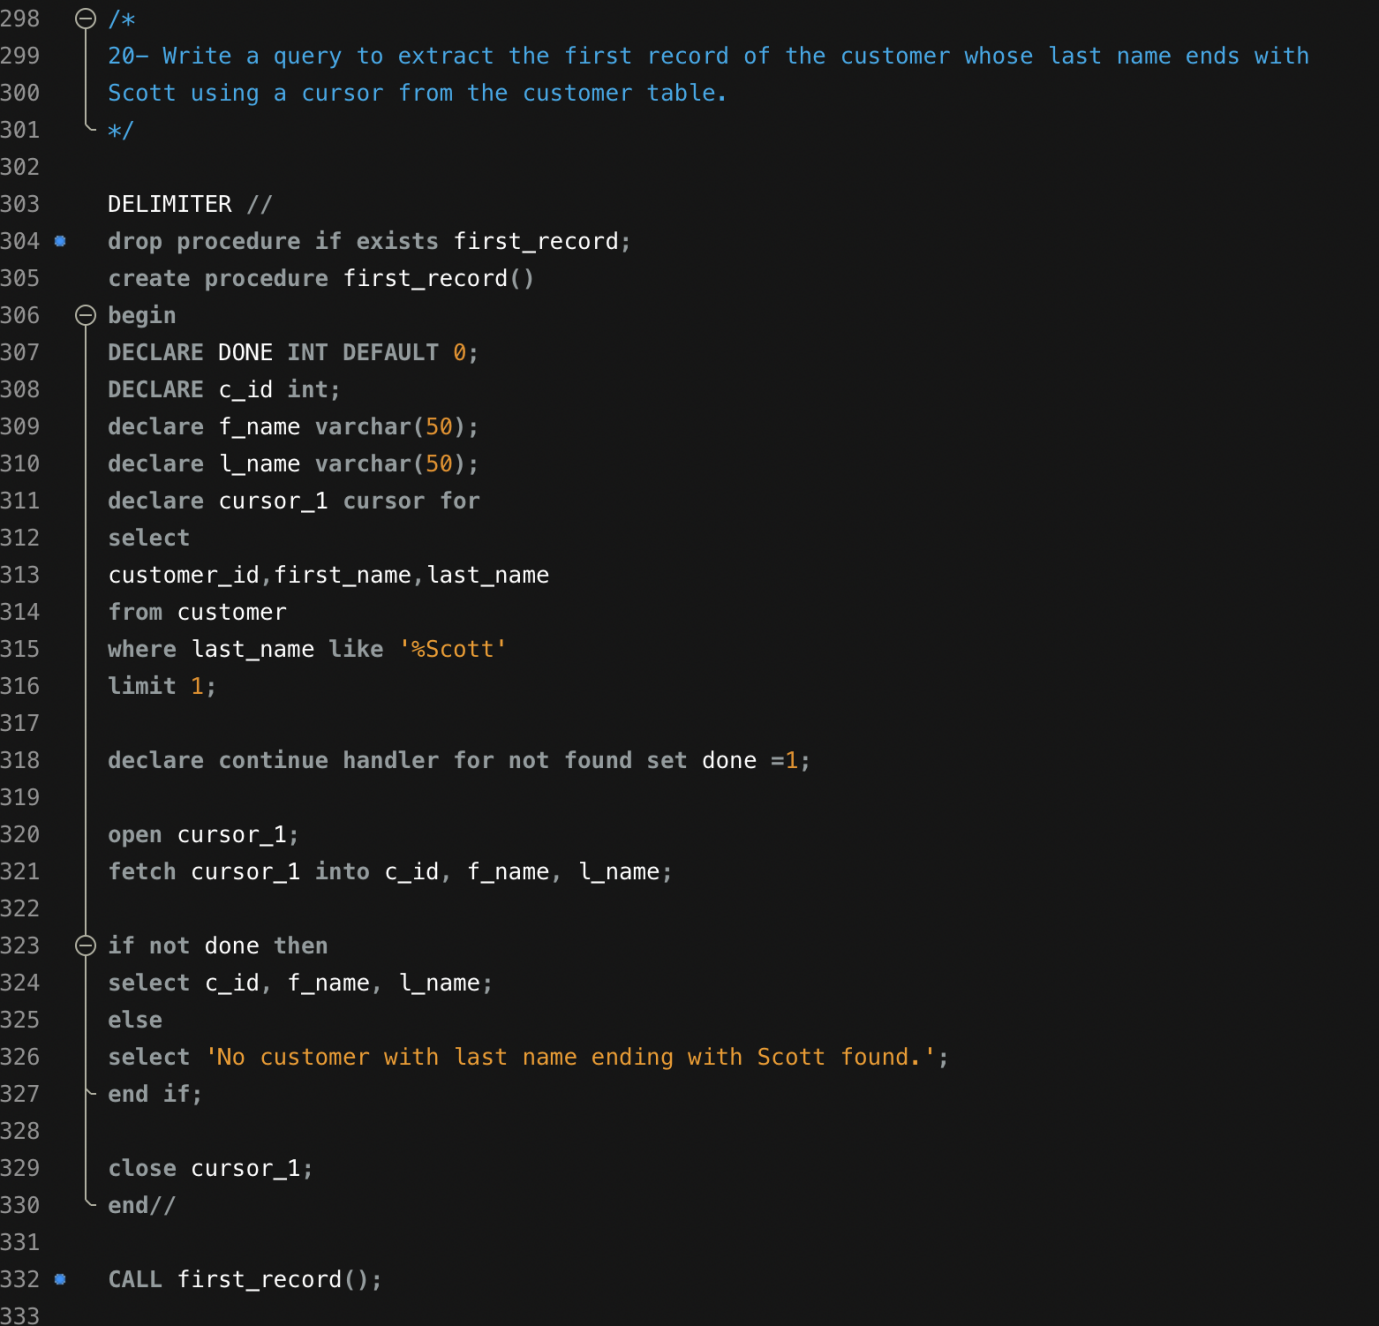 298 /*
299 20– Write a query to extract the first record of the customer whose last name ends with
300 Scott using a cursor from the customer table.
301 */
302
303 DELIMITER //
304 drop procedure if exists first_record;
305 create procedure first_record()
306 begin
307 DECLARE DONE INT DEFAULT 0;
308 DECLARE c_id int;
309 declare f_name varchar(50);
310 declare l_name varchar(50);
311 declare cursor_1 cursor for
312 select
313 customer_id,first_name,last_name
314 from customer
315 where last_name like '%Scott'
316 limit 1;
317
318 declare continue handler for not found set done =1;
319
320 open cursor_1;
321 fetch cursor_1 into c_id, f_name, l_name;
322
323 if not done then
324 select c_id, f_name, l_name;
325 else
326 select 'No customer with last name ending with Scott found.';
327 end if;
328
329 close cursor_1;
330 end//
331
332 CALL first_record();
333